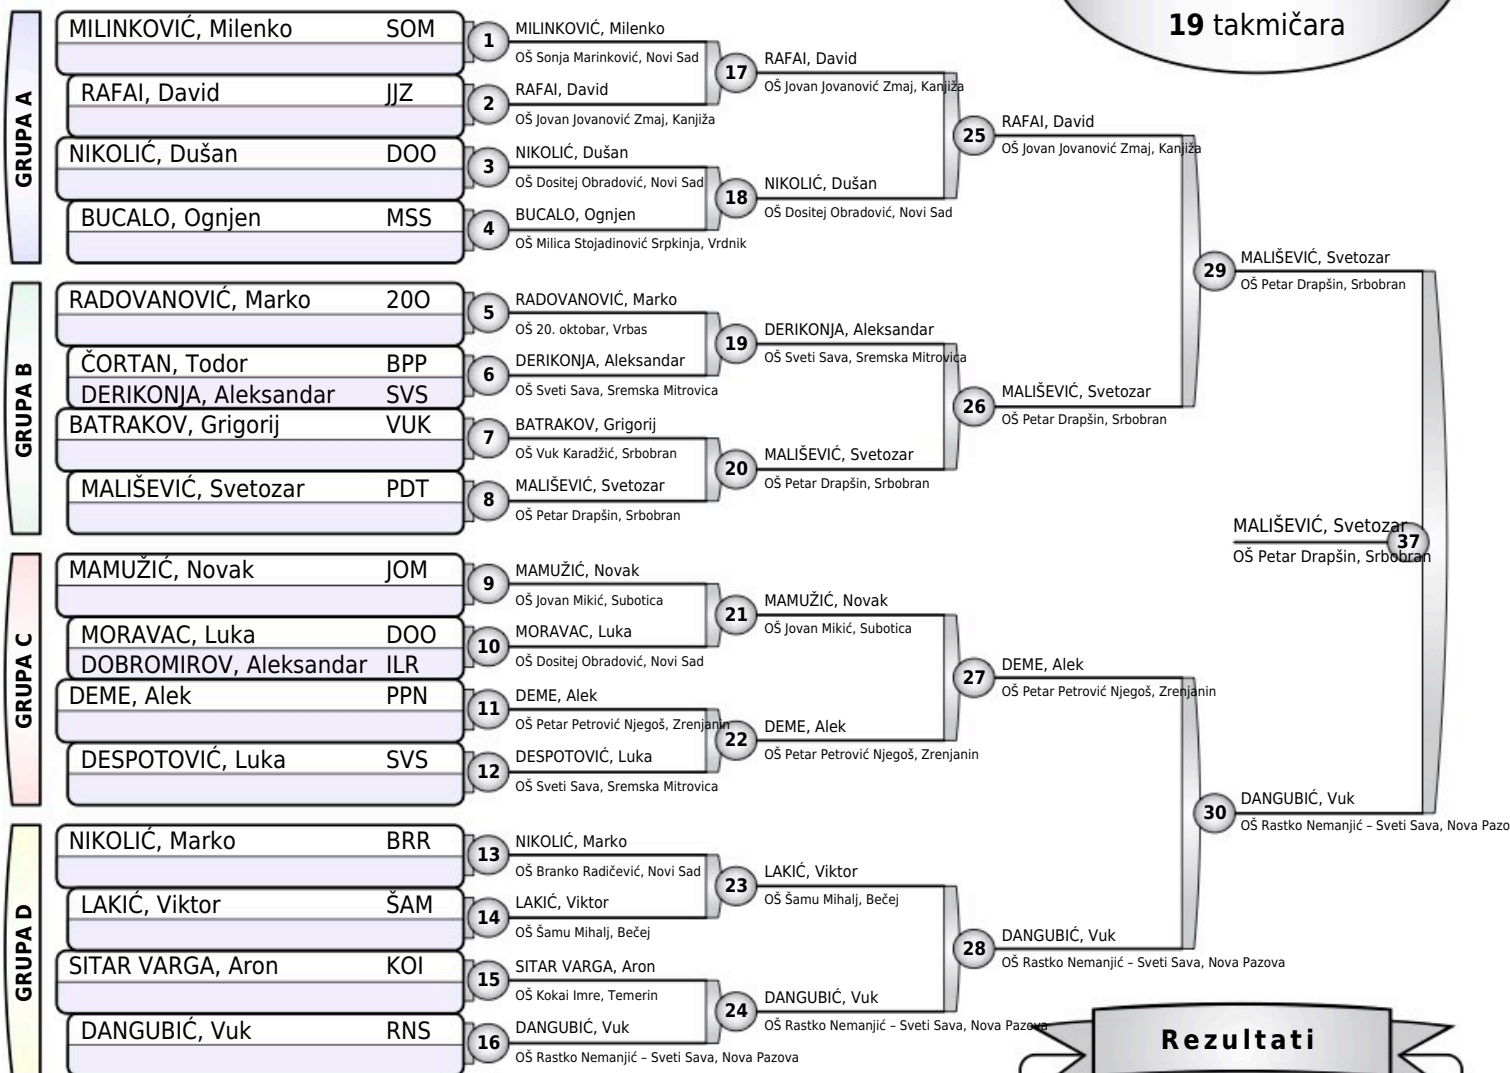 19 takmičara
GRUPA A
MILINKOVIĆ, Milenko SOM
RAFAI, David JJZ
NIKOLIĆ, Dušan DOO
BUCALO, Ognjen MSS
GRUPA B
RADOVANOVIĆ, Marko 20O
ČORTAN, Todor BPP
DERIKONJA, Aleksandar SVS
BATRAKOV, Grigorij VUK
MALIŠEVIĆ, Svetozar PDT
GRUPA C
MAMUŽIĆ, Novak JOM
MORAVAC, Luka DOO
DOBROMIROV, Aleksandar ILR
DEME, Alek PPN
DESPOTOVIĆ, Luka SVS
GRUPA D
NIKOLIĆ, Marko BRR
LAKIĆ, Viktor ŠAM
SITAR VARGA, Aron KOI
DANGUBIĆ, Vuk RNS
1 MILINKOVIĆ, Milenko
OŠ Sonja Marinković, Novi Sad
2 RAFAI, David
OŠ Jovan Jovanović Zmaj, Kanjiža
3 NIKOLIĆ, Dušan
OŠ Dositej Obradović, Novi Sad
4 BUCALO, Ognjen
OŠ Milica Stojadinović Srpkinja, Vrdnik
5 RADOVANOVIĆ, Marko
OŠ 20. oktobar, Vrbas
6 DERIKONJA, Aleksandar
OŠ Sveti Sava, Sremska Mitrovica
7 BATRAKOV, Grigorij
OŠ Vuk Karadžić, Srbobran
8 MALIŠEVIĆ, Svetozar
OŠ Petar Drapšin, Srbobran
9 MAMUŽIĆ, Novak
OŠ Jovan Mikić, Subotica
10 MORAVAC, Luka
OŠ Dositej Obradović, Novi Sad
11 DEME, Alek
OŠ Petar Petrović Njegoš, Zrenjanin
12 DESPOTOVIĆ, Luka
OŠ Sveti Sava, Sremska Mitrovica
13 NIKOLIĆ, Marko
OŠ Branko Radičević, Novi Sad
14 LAKIĆ, Viktor
OŠ Šamu Mihalj, Bečej
15 SITAR VARGA, Aron
OŠ Kokai Imre, Temerin
16 DANGUBIĆ, Vuk
OŠ Rastko Nemanjić – Sveti Sava, Nova Pazova
17 RAFAI, David
OŠ Jovan Jovanović Zmaj, Kanjiža
18 NIKOLIĆ, Dušan
OŠ Dositej Obradović, Novi Sad
19 DERIKONJA, Aleksandar
OŠ Sveti Sava, Sremska Mitrovica
20 MALIŠEVIĆ, Svetozar
OŠ Petar Drapšin, Srbobran
21 MAMUŽIĆ, Novak
OŠ Jovan Mikić, Subotica
22 DEME, Alek
OŠ Petar Petrović Njegoš, Zrenjanin
23 LAKIĆ, Viktor
OŠ Šamu Mihalj, Bečej
24 DANGUBIĆ, Vuk
OŠ Rastko Nemanjić – Sveti Sava, Nova Pazova
25 RAFAI, David
OŠ Jovan Jovanović Zmaj, Kanjiža
26 MALIŠEVIĆ, Svetozar
OŠ Petar Drapšin, Srbobran
27 DEME, Alek
OŠ Petar Petrović Njegoš, Zrenjanin
28 DANGUBIĆ, Vuk
OŠ Rastko Nemanjić – Sveti Sava, Nova Pazova
29 MALIŠEVIĆ, Svetozar
OŠ Petar Drapšin, Srbobran
30 DANGUBIĆ, Vuk
OŠ Rastko Nemanjić – Sveti Sava, Nova Pazo
MALIŠEVIĆ, Svetozar 37
OŠ Petar Drapšin, Srbobran
Rezultati